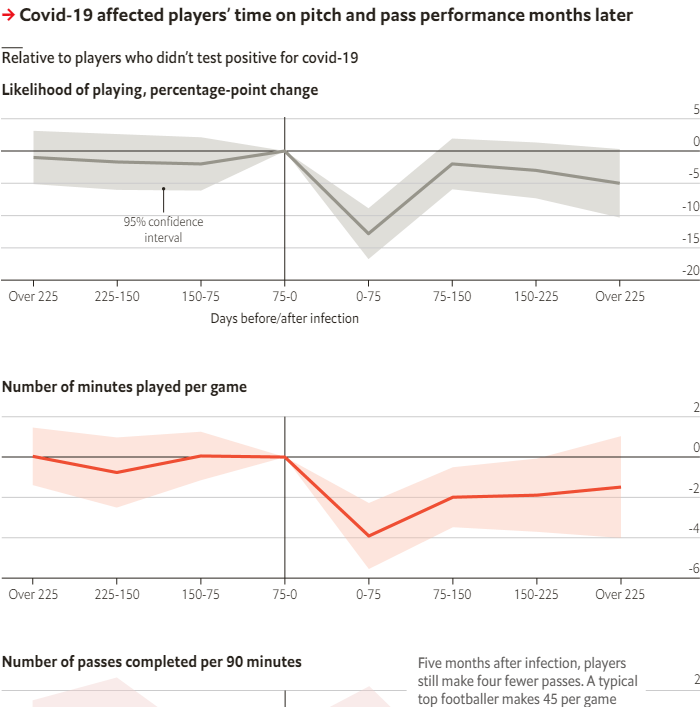 → Covid-19 affected players’ time on pitch and pass performance months later
Relative to players who didn’t test positive for covid-19
Likelihood of playing, percentage-point change
5
0
-5
-10
-15
-20
95% confidence
interval
Over 225 225-150 150-75 75-0 0-75 75-150 150-225 Over 225
Days before/after infection
Number of minutes played per game
2
0
-2
-4
-6
Over 225 225-150 150-75 75-0 0-75 75-150 150-225 Over 225
Number of passes completed per 90 minutes
Five months after infection, players
still make four fewer passes. A typical
top footballer makes 45 per game
2